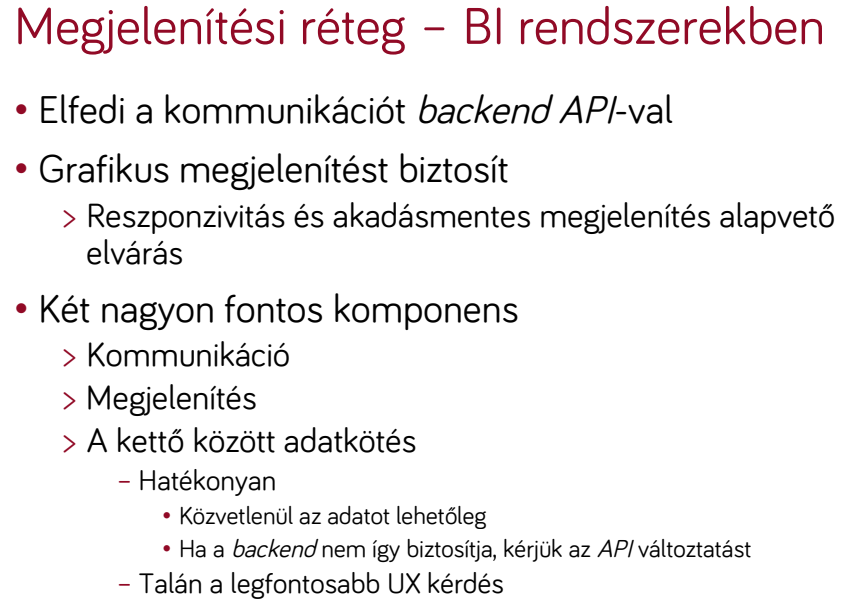 Megjelenítési réteg – BI rendszerekben
• Elfedi a kommunikációt backend API-val
• Grafikus megjelenítést biztosít
> Reszponzivitás és akadásmentes megjelenítés alapvető
elvárás
• Két nagyon fontos komponens
> Kommunikáció
> Megjelenítés
> A kettő között adatkötés
– Hatékonyan
• Közvetlenül az adatot lehetőleg
• Ha a backend nem így biztosítja, kérjük az API változtatást
– Talán a legfontosabb UX kérdés